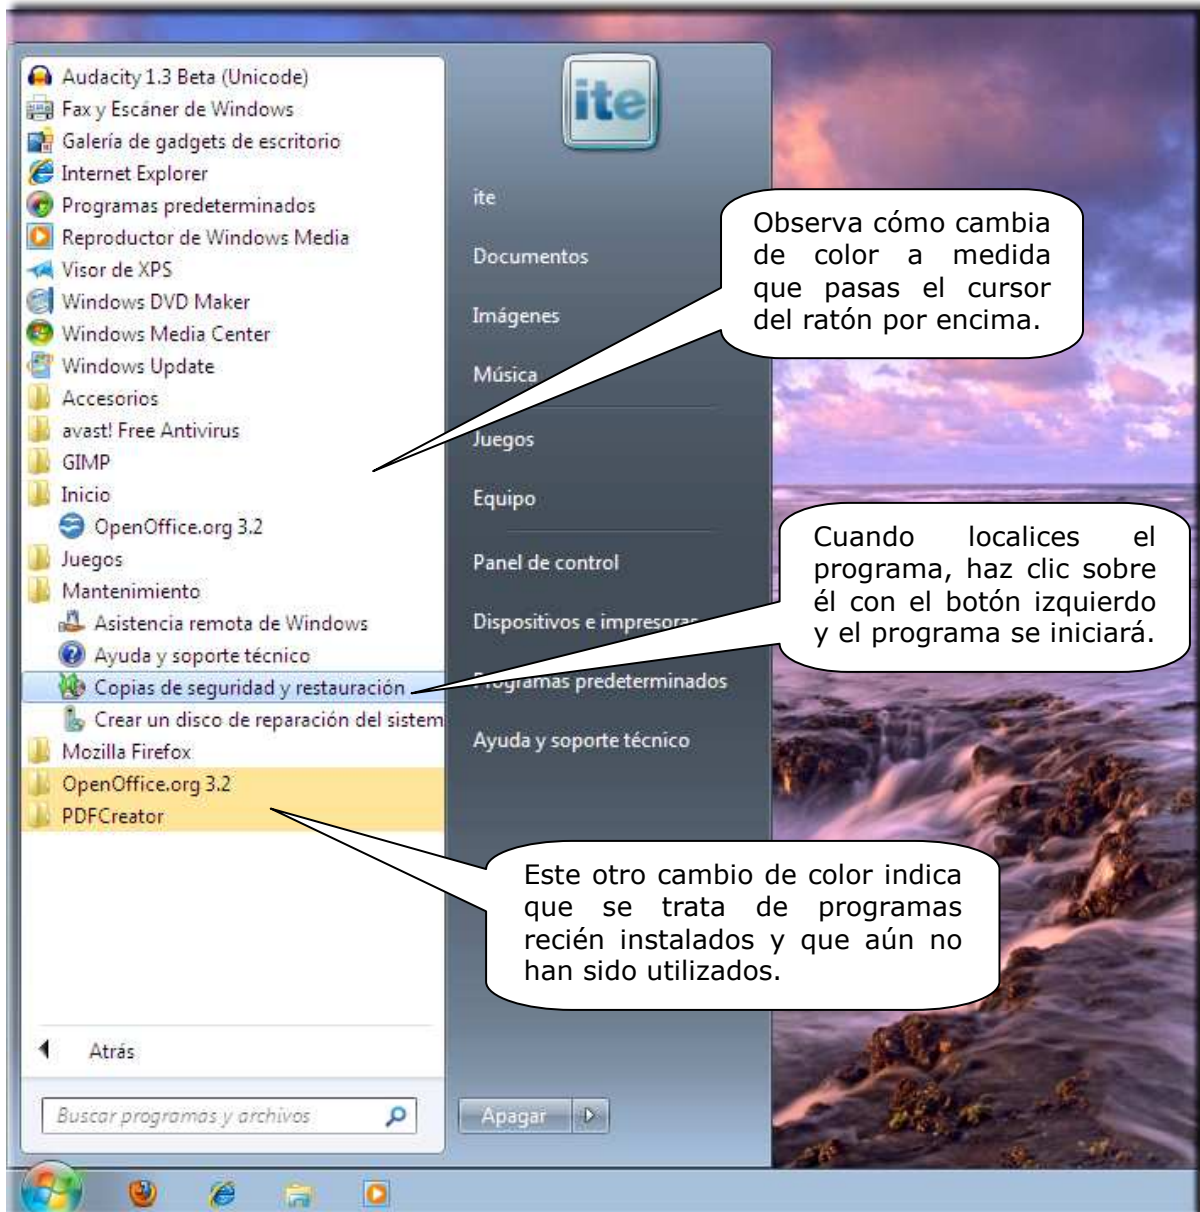 Audacity 1.3 Beta (Unicode)
Fax y Escáner de Windows
Galería de gadgets de escritorio
Internet Explorer
Programas predeterminados
Reproductor de Windows Media
Visor de XPS
Windows DVD Maker
Windows Media Center
Windows Update
Accesorios
avast! Free Antivirus
GIMP
Inicio
OpenOffice.org 3.2
Juegos
Mantenimiento
Asistencia remota de Windows
Ayuda y soporte técnico
Copias de seguridad y restauración
Crear un disco de reparación del sistem
Mozilla Firefox
OpenOffice.org 3.2
PDFCreator
Atrás
Buscar programas y archivos
ite
ite
Documentos
Imágenes
Música
Juegos
Equipo
Panel de control
Dispositivos e impresoras
Programas predeterminados
Ayuda y soporte técnico
Apagar
Observa cómo cambia
de color a medida
que pasas el cursor
del ratón por encima.
Cuando localices el
programa, haz clic sobre
él con el botón izquierdo
y el programa se iniciará.
Este otro cambio de color indica
que se trata de programas
recién instalados y que aún no
han sido utilizados.